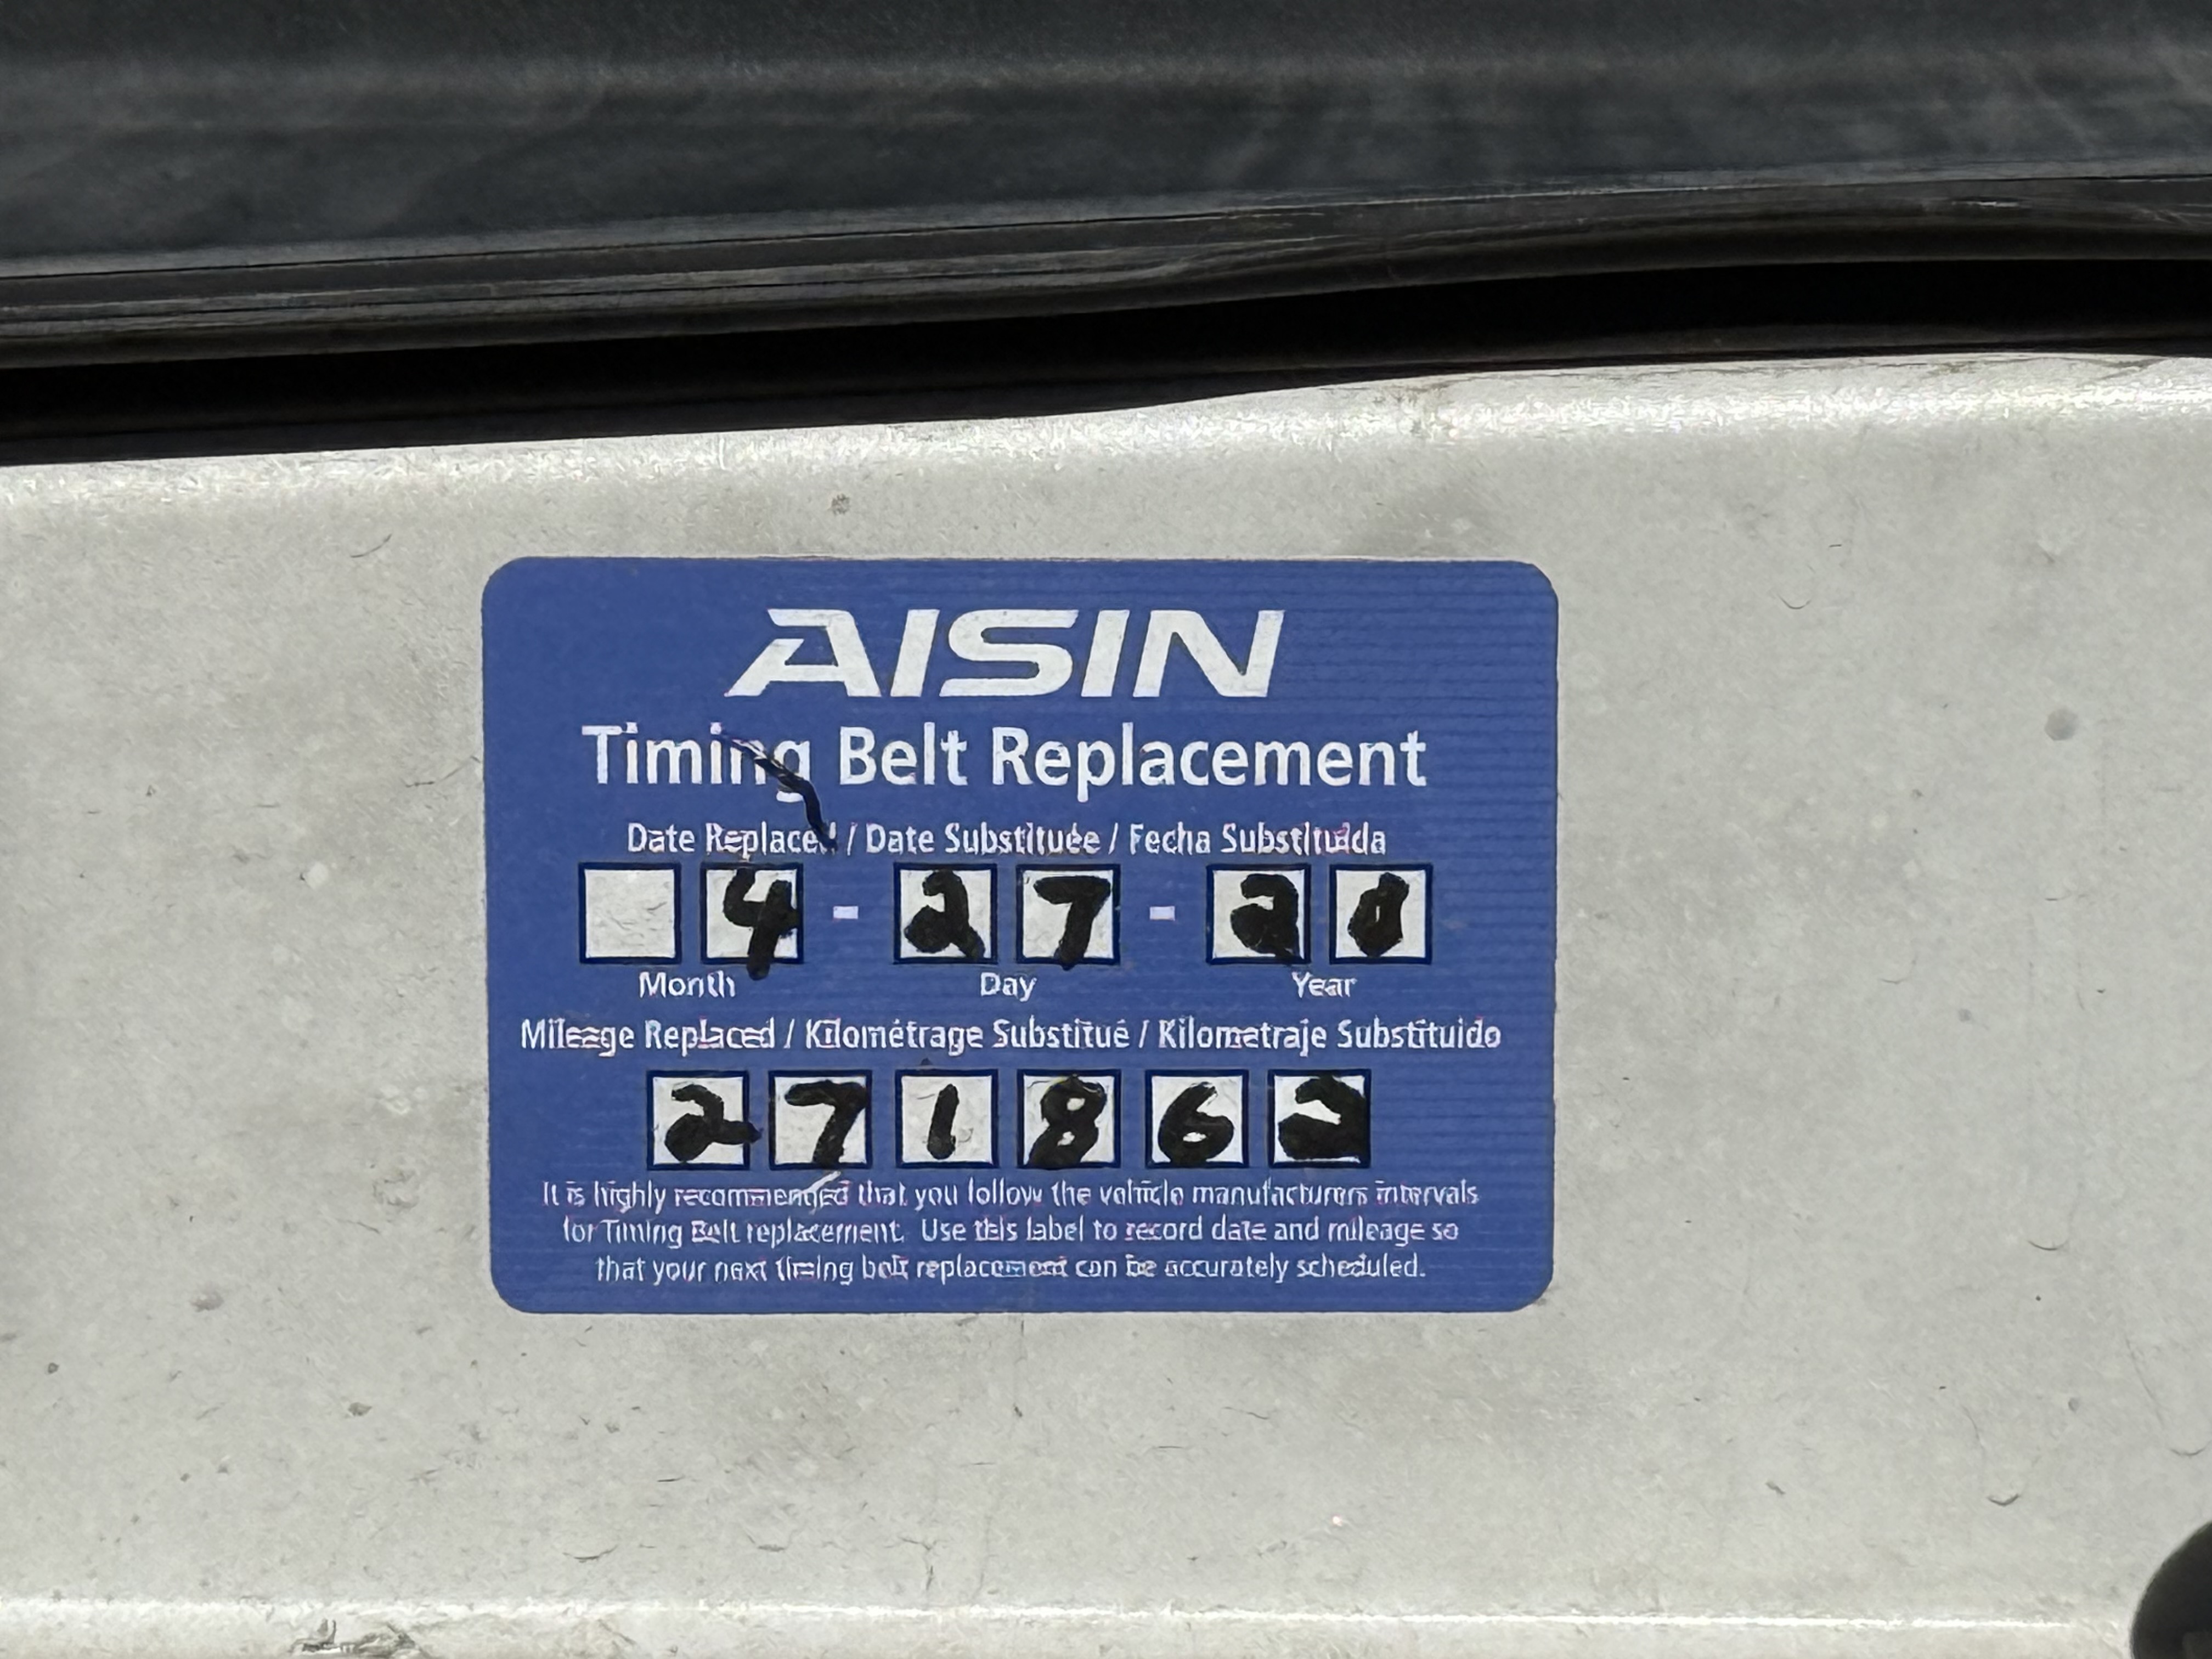 AISIN
Timing Belt Replacement
Date Replaced / Date Substituée / Fecha Substituida
4 - 27 - 20
Month Day Year
Mileage Replaced / Kilométrage Substitué / Kilometraje Substituido
271862
It is highly recommended that you follow the vehicle manufacturers intervals
for Timing Belt replacement. Use this label to record date and mileage so
that your next timing belt replacement can be accurately scheduled.